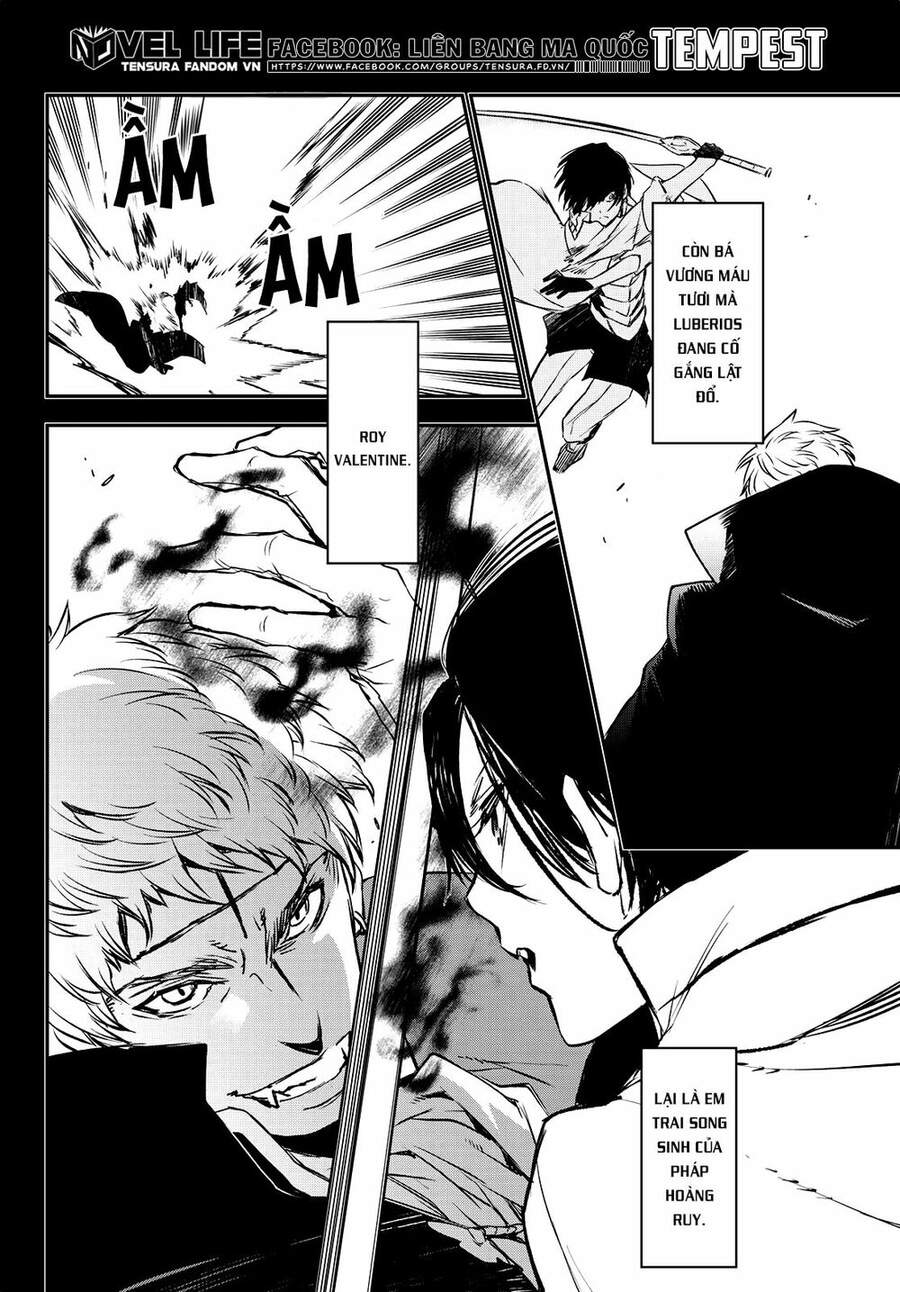 NOVEL LIFE
TENSURA FANDOM VN
FACEBOOK: LIÊN BANG MA QUỐC
HTTPS://WWW.FACEBOOK.COM/GROUPS/TENSURA.FD.VN/
TEMPEST
CÒN BÁ
VƯƠNG MÁU
TƯƠI MÀ
LUBERIOS
ĐANG CỐ
GẮNG LẬT
ĐỔ.
ẦM
ẦM
ROY
VALENTINE.
LẠI LÀ EM
TRAI SONG
SINH CỦA
PHÁP
HOÀNG
RUY.